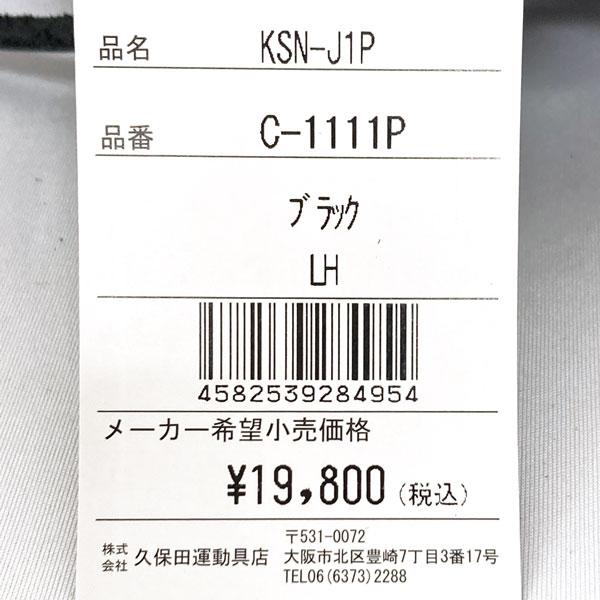 品名 KSN-J1P
品番 C-1111P
ブラック
LH
4582539284954
メーカー希望小売価格
¥19,800(税込)
株式会社 久保田運動具店
〒531-0072
大阪市北区豊崎7丁目3番17号
TEL06(6373)2288